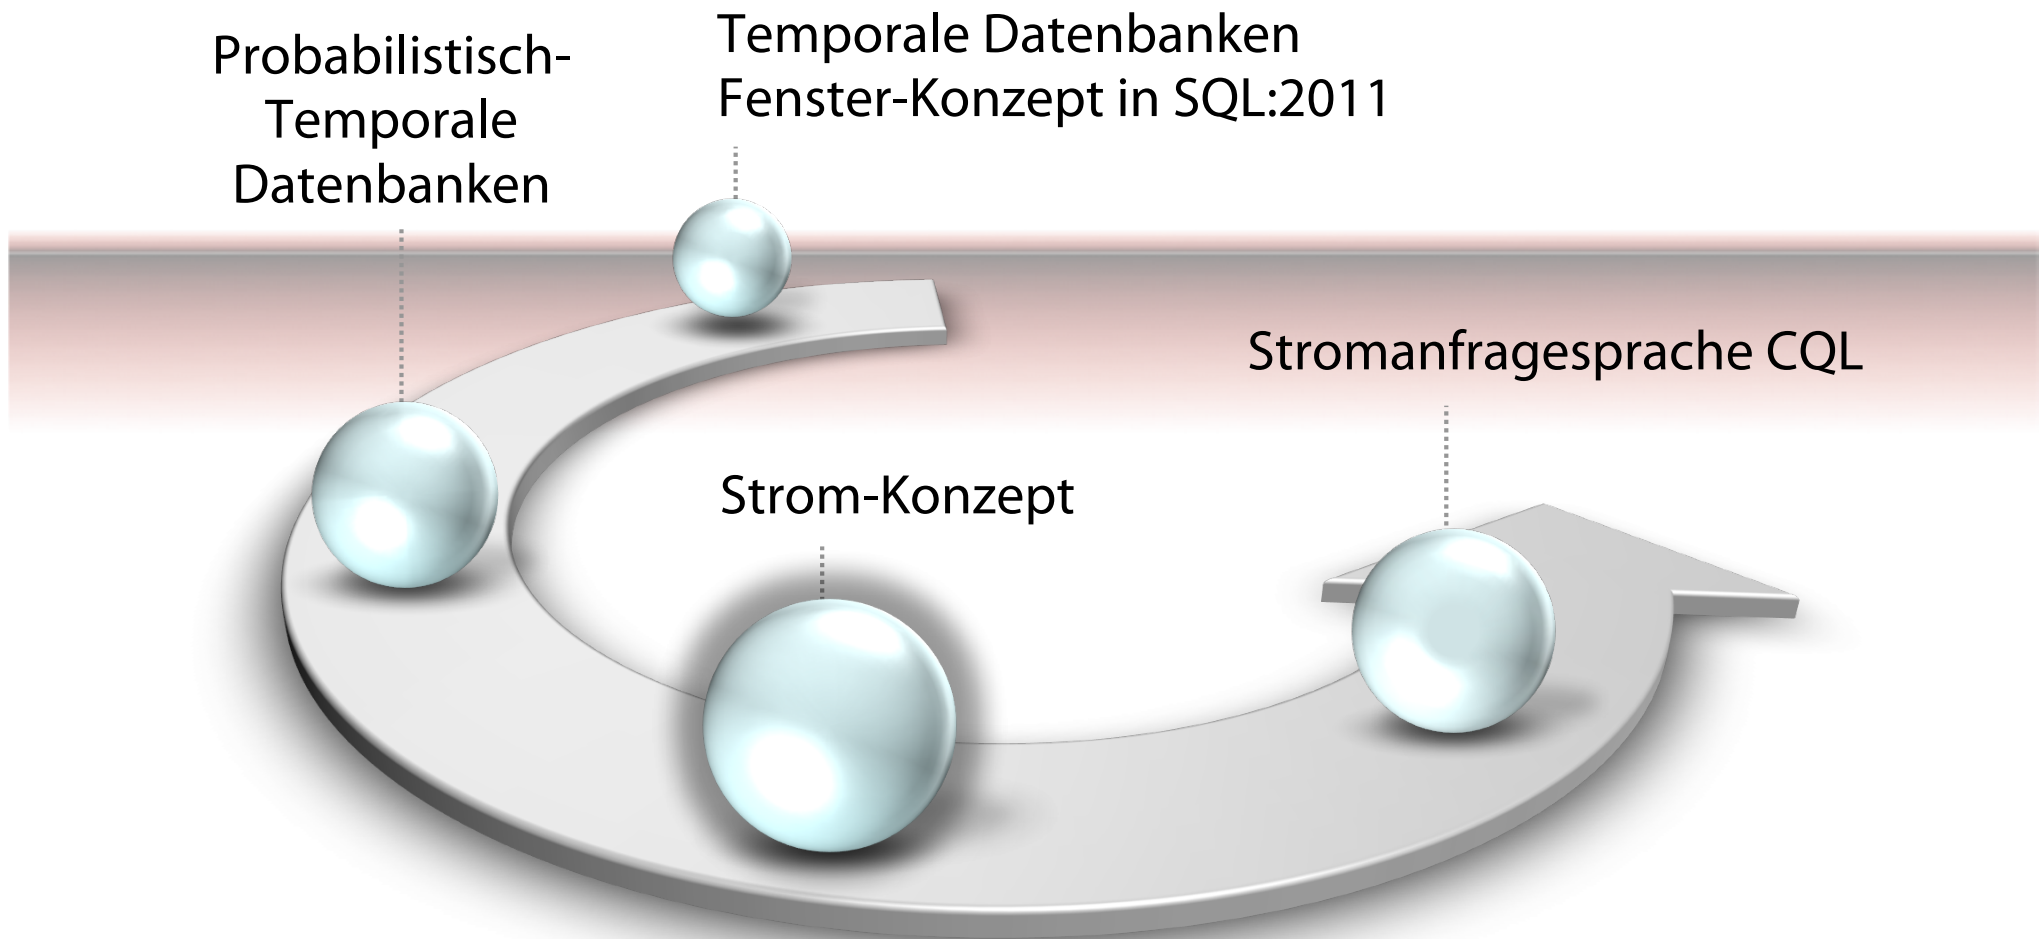 Probabilistisch-
Temporale
Datenbanken
Temporale Datenbanken
Fenster-Konzept in SQL:2011
Strom-Konzept
Stromanfragesprache CQL